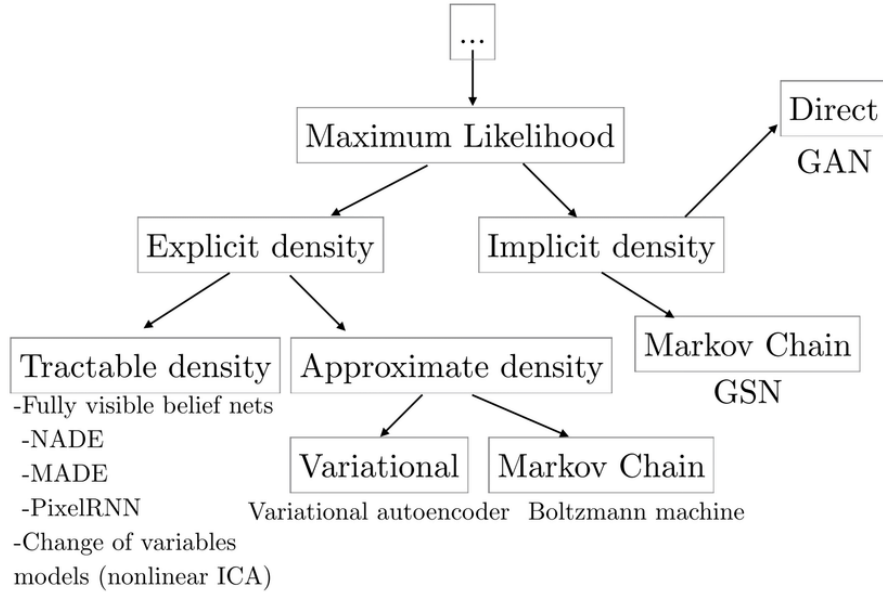 ...
Maximum Likelihood
Direct
GAN
Explicit density
Implicit density
Tractable density
-Fully visible belief nets
-NADE
-MADE
-PixelRNN
-Change of variables
models (nonlinear ICA)
Approximate density
Variational
Variational autoencoder
Markov Chain
Boltzmann machine
Markov Chain
GSN